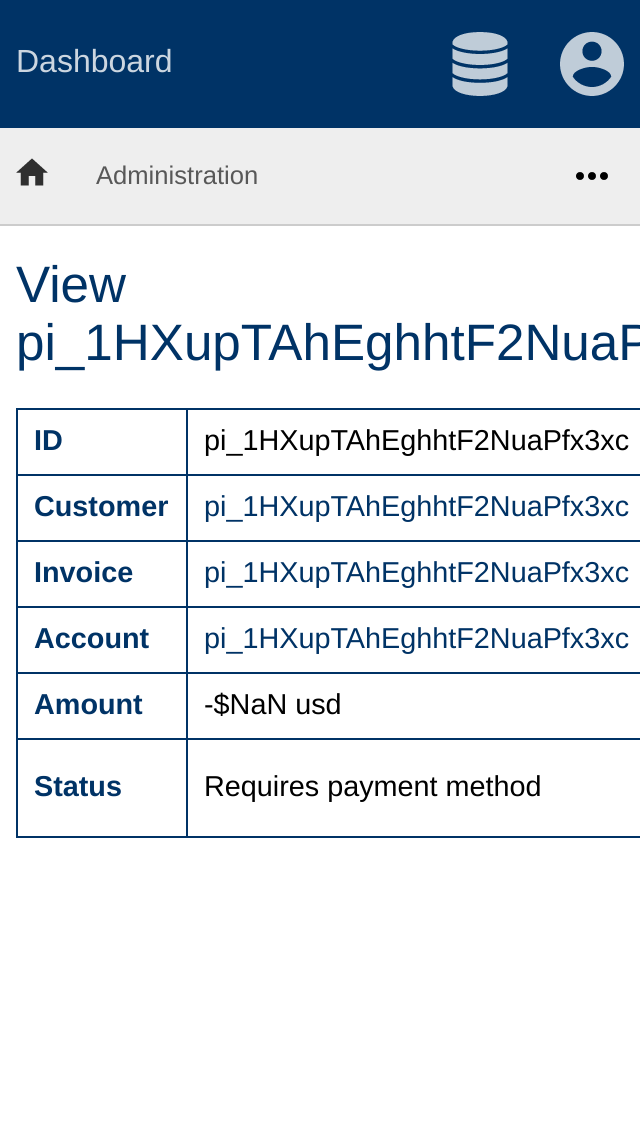 Dashboard
Administration
View
pi_1HXupTAhEghhtF2NuaP
ID pi_1HXupTAhEghhtF2NuaPfx3xc
Customer pi_1HXupTAhEghhtF2NuaPfx3xc
Invoice pi_1HXupTAhEghhtF2NuaPfx3xc
Account pi_1HXupTAhEghhtF2NuaPfx3xc
Amount -$NaN usd
Status Requires payment method